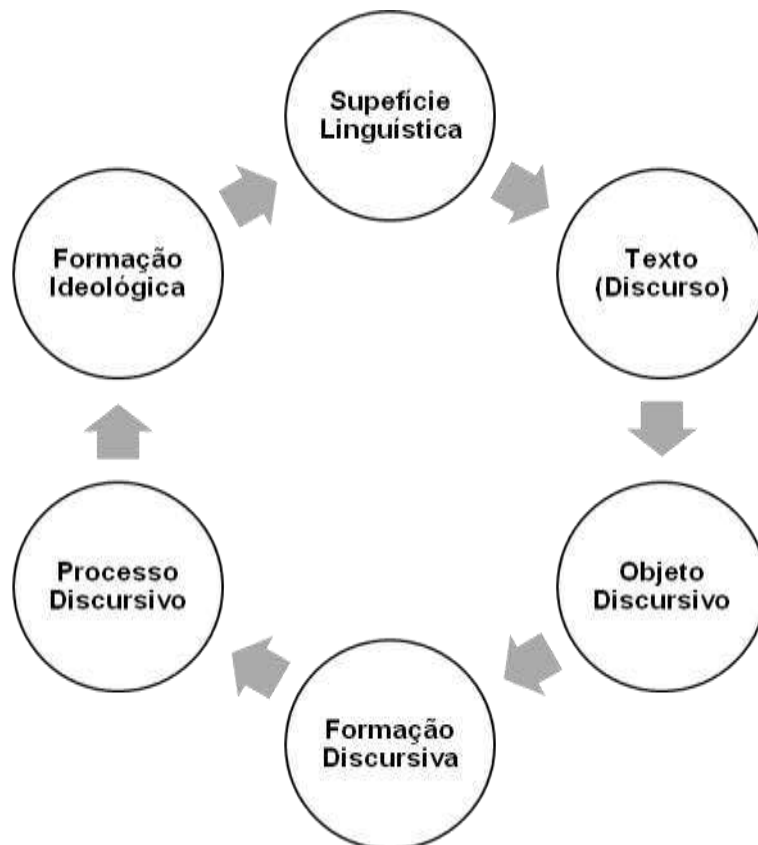 Supefície
Linguística
Texto
(Discurso)
Objeto
Discursivo
Formação
Discursiva
Processo
Discursivo
Formação
Ideológica